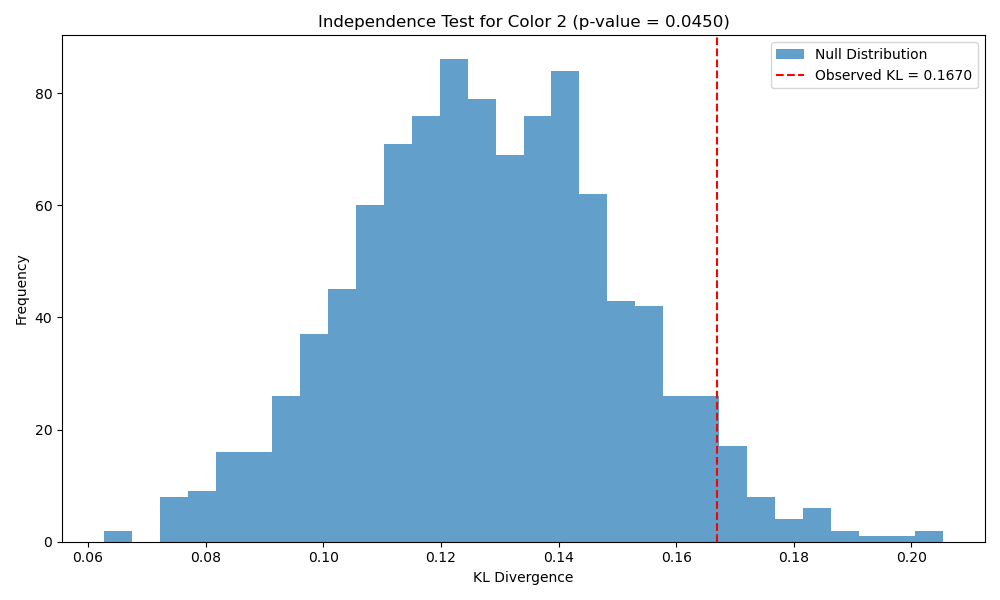 Independence Test for Color 2 (p-value = 0.0450)
Null Distribution
Observed KL = 0.1670
Frequency
80
60
40
20
0
0.06 0.08 0.10 0.12 0.14 0.16 0.18 0.20
KL Divergence